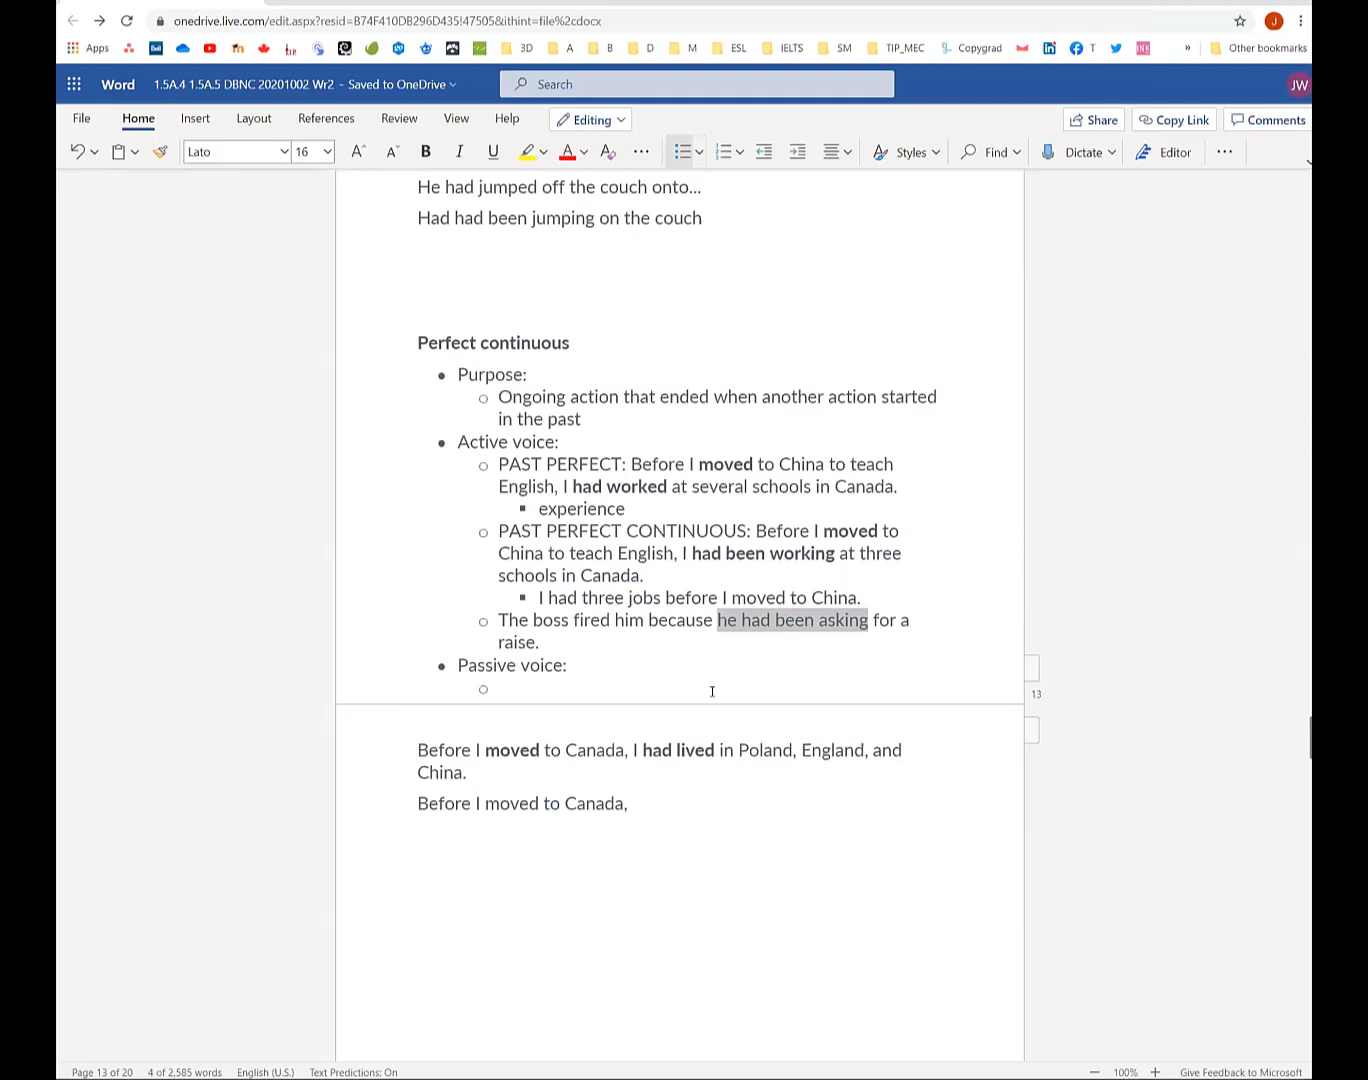 onedrive.live.com/edit.aspx?resid=B74F410DB296D435!47505&ithint=file%2cdocx
J
Apps 3D A B D M ESL IELTS SM TIP_MEC Copygrad T » Other bookmarks
Word 1.5A.4 1.5A.5 DBNC 20201002 Wr2 - Saved to OneDrive Search JW
File Home Insert Layout References Review View Help Editing Share Copy Link Comments
Lato 16 A A B I U A A ... Styles Find Dictate Editor ...
He had jumped off the couch onto...
Had had been jumping on the couch
Perfect continuous
• Purpose:
o Ongoing action that ended when another action started
in the past
• Active voice:
o PAST PERFECT: Before I moved to China to teach
English, I had worked at several schools in Canada.
▪ experience
o PAST PERFECT CONTINUOUS: Before I moved to
China to teach English, I had been working at three
schools in Canada.
▪ I had three jobs before I moved to China.
o The boss fired him because he had been asking for a
raise.
• Passive voice:
o
13
Before I moved to Canada, I had lived in Poland, England, and
China.
Before I moved to Canada,
Page 13 of 20 4 of 2,585 words English (U.S.) Text Predictions: On — 100% + Give Feedback to Microsoft